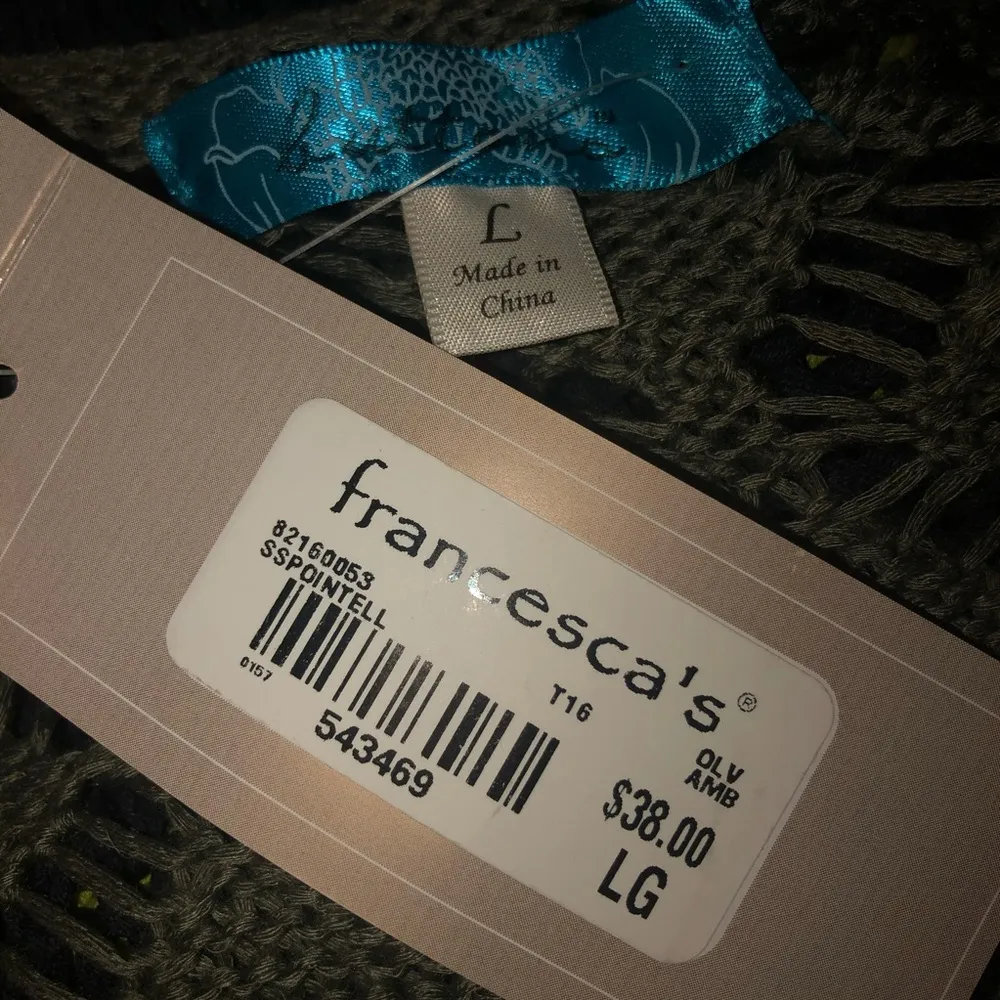 L
Made in
China
francesca's®
82160053
SSPOINTELL
0157
T16
543469
OLV
AMB
$38.00
LG